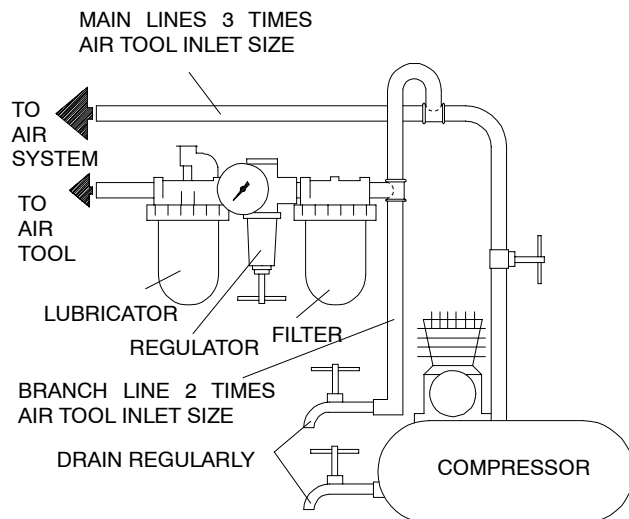 MAIN LINES 3 TIMES
AIR TOOL INLET SIZE
TO
AIR
SYSTEM
TO
AIR
TOOL
LUBRICATOR
REGULATOR
FILTER
BRANCH LINE 2 TIMES
AIR TOOL INLET SIZE
DRAIN REGULARLY
COMPRESSOR